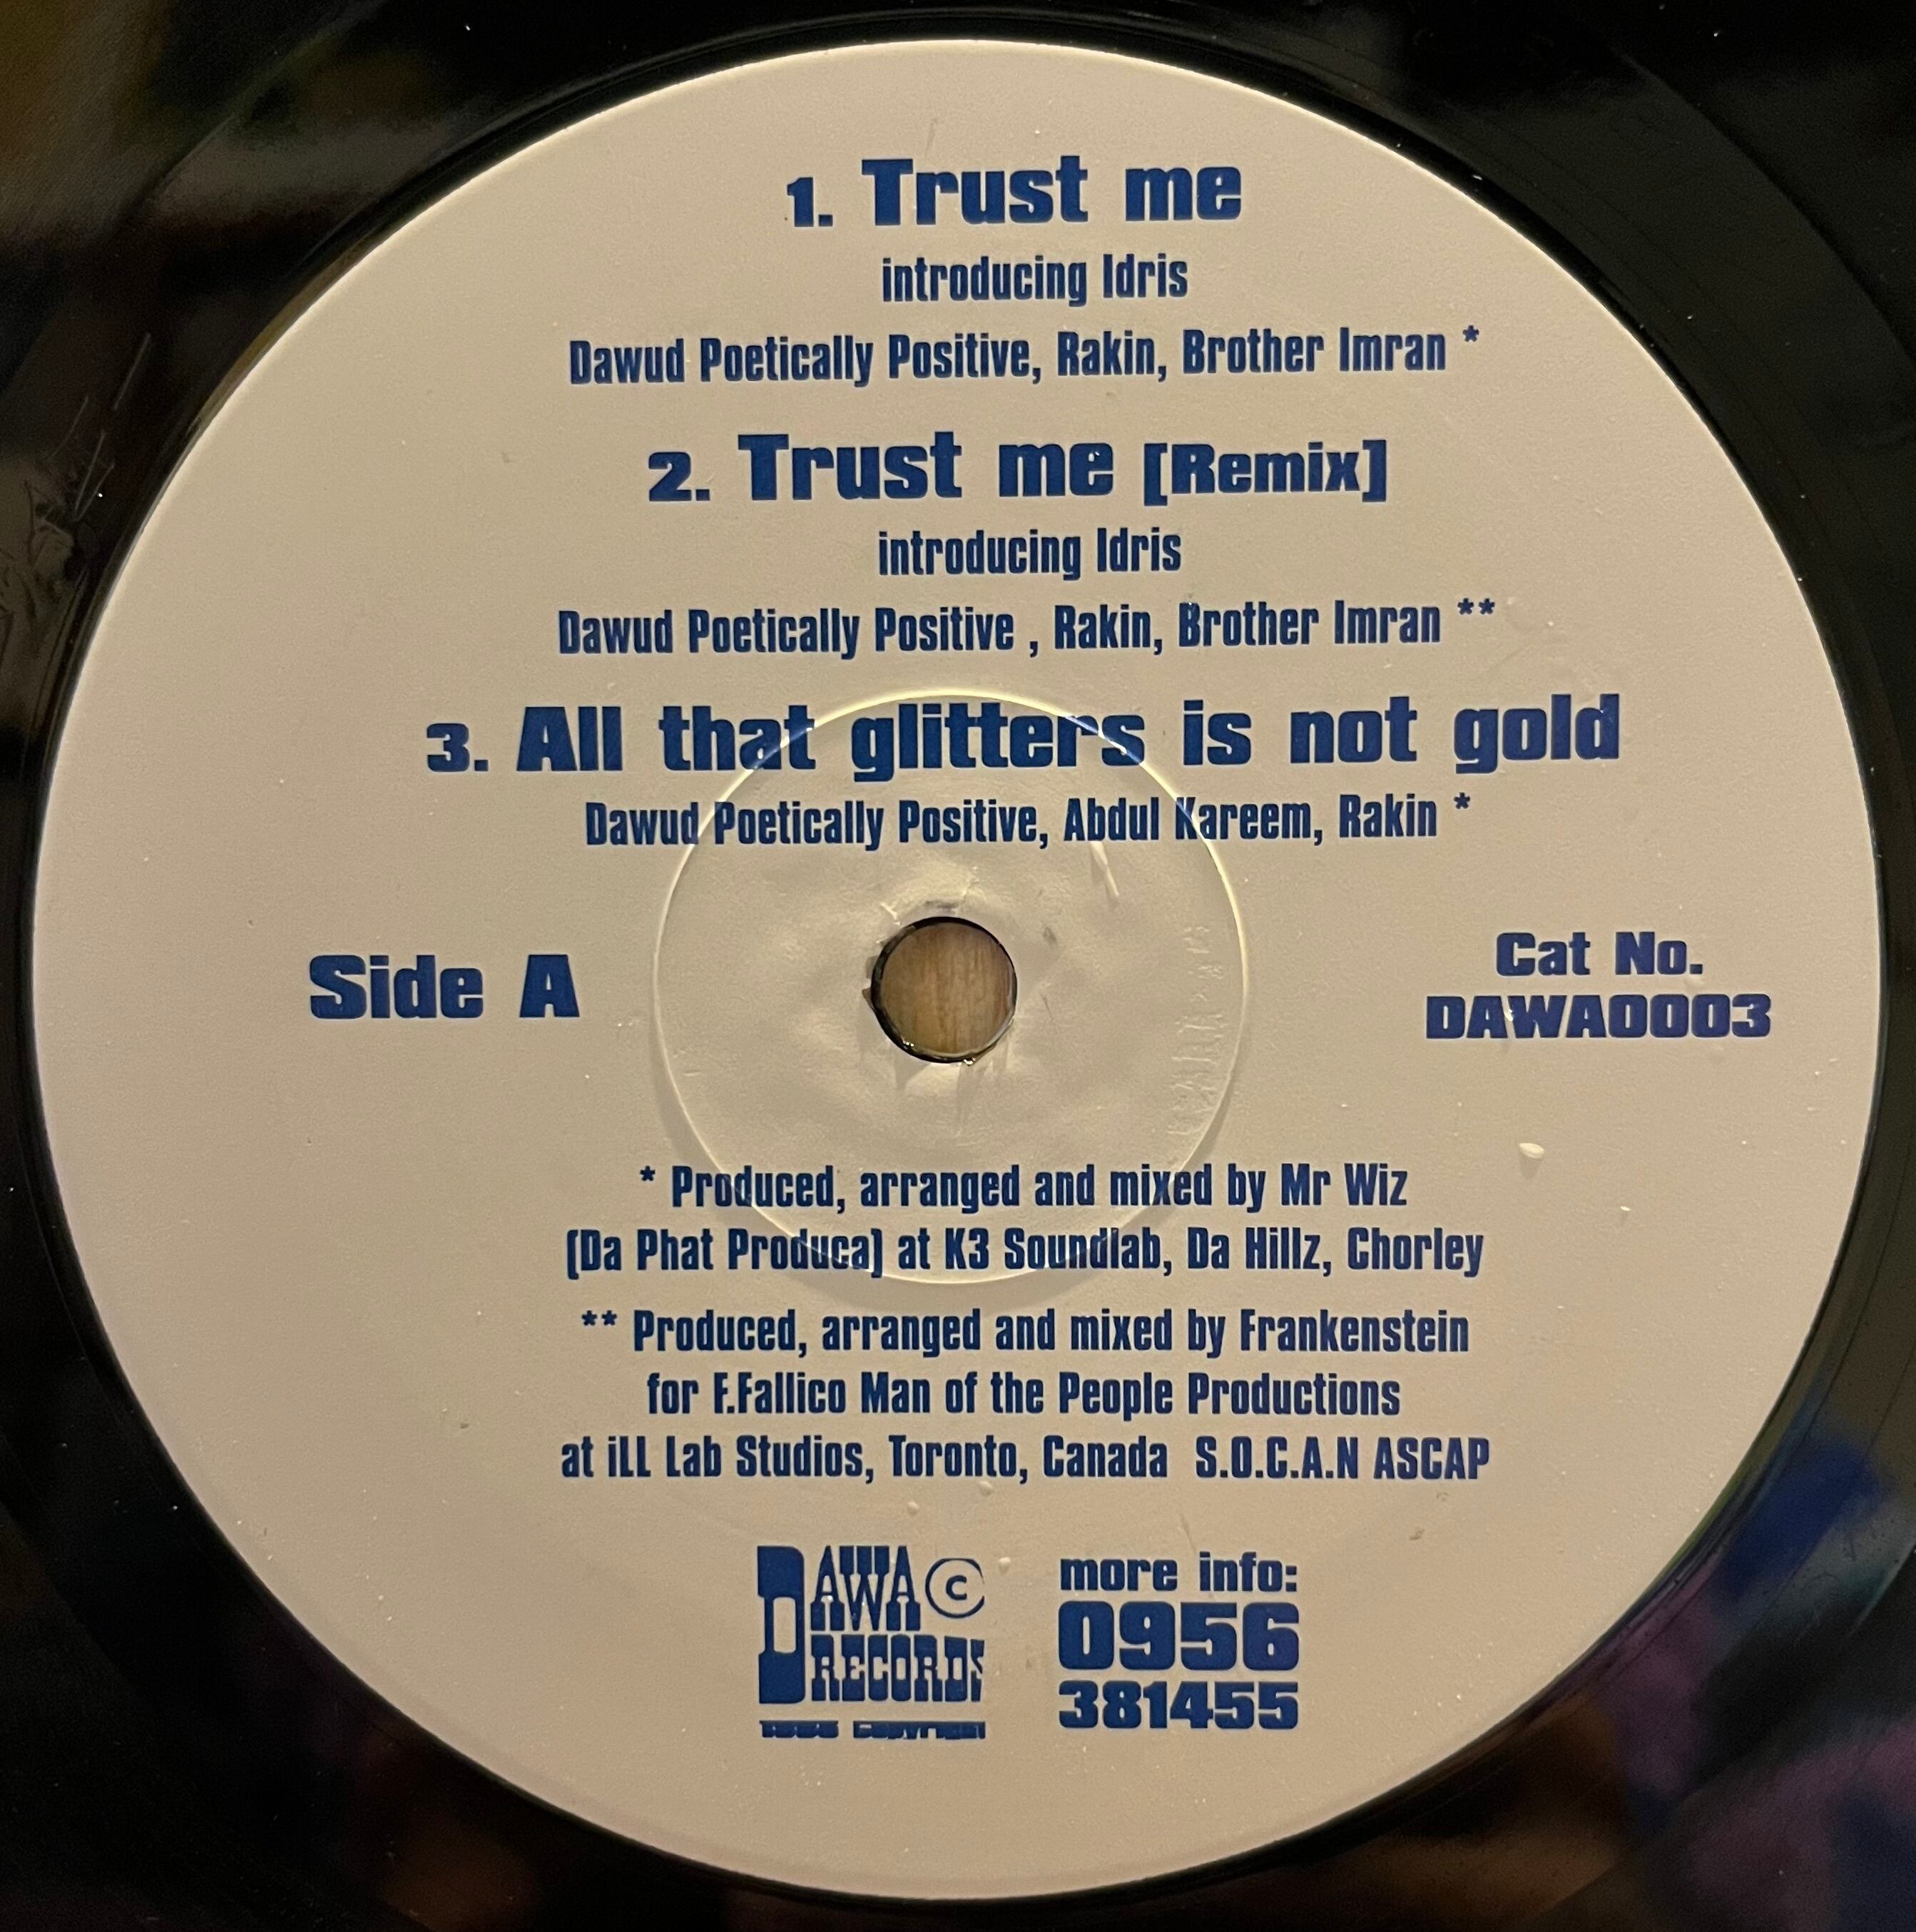 1. Trust me
introducing Idris
Dawud Poetically Positive, Rakin, Brother Imran *
2. Trust me [Remix]
introducing Idris
Dawud Poetically Positive , Rakin, Brother Imran **
3. All that glitters is not gold
Dawud Poetically Positive, Abdul Kareem, Rakin *
Side A
Cat No.
DAWA0003
* Produced, arranged and mixed by Mr Wiz
(Da Phat Produca) at K3 Soundlab, Da Hillz, Chorley
** Produced, arranged and mixed by Frankenstein
for F.Fallico Man of the People Productions
at iLL Lab Studios, Toronto, Canada S.O.C.A.N ASCAP
DAWA ©
RECORDS
more info:
0956
381455